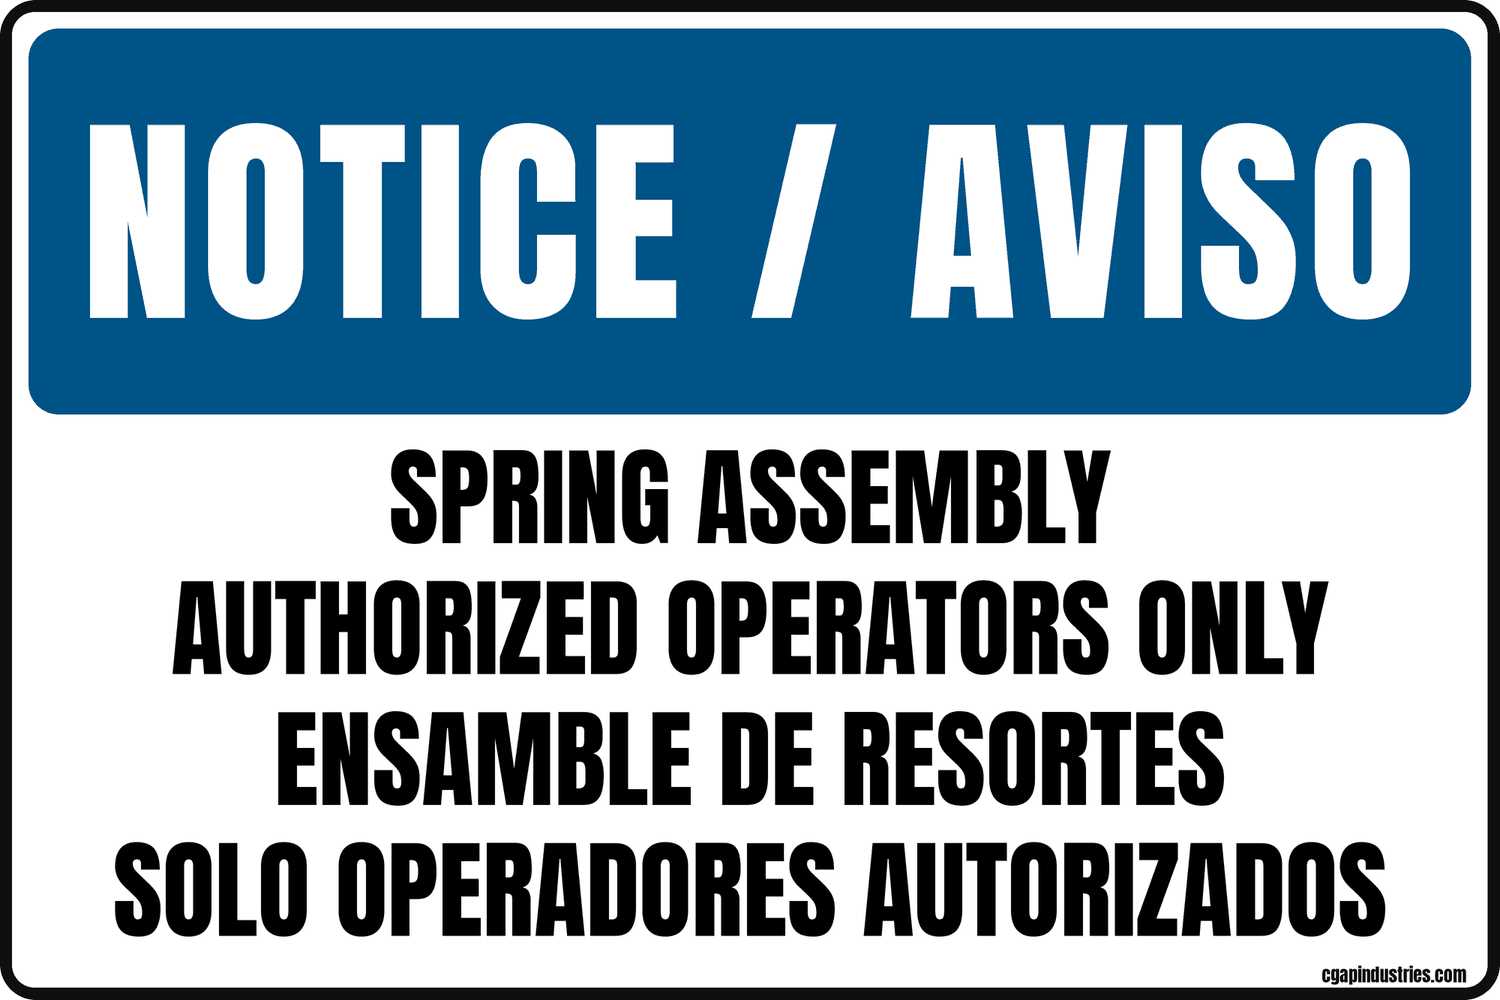 NOTICE / AVISO
SPRING ASSEMBLY
AUTHORIZED OPERATORS ONLY
ENSAMBLE DE RESORTES
SOLO OPERADORES AUTORIZADOS
cgapindustries.com